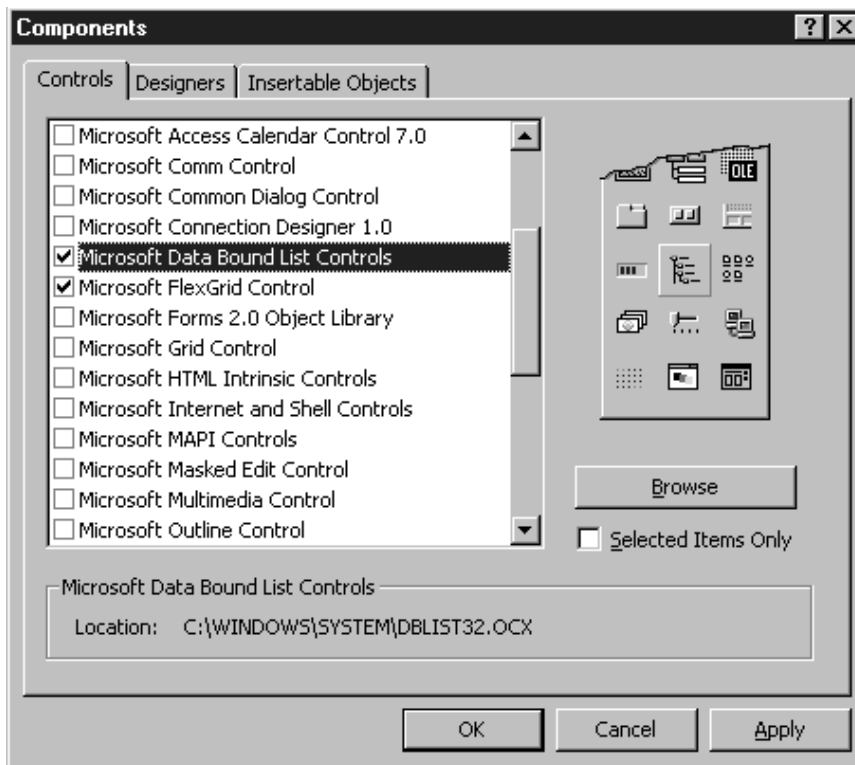 Components
Controls
Designers
Insertable Objects
Microsoft Access Calendar Control 7.0
Microsoft Comm Control
Microsoft Common Dialog Control
Microsoft Connection Designer 1.0
Microsoft Data Bound List Controls
Microsoft FlexGrid Control
Microsoft Forms 2.0 Object Library
Microsoft Grid Control
Microsoft HTML Intrinsic Controls
Microsoft Internet and Shell Controls
Microsoft MAPI Controls
Microsoft Masked Edit Control
Microsoft Multimedia Control
Microsoft Outline Control
OLE
Browse
Selected Items Only
Microsoft Data Bound List Controls
Location: C:\WINDOWS\SYSTEM\DBLIST32.OCX
OK
Cancel
Apply